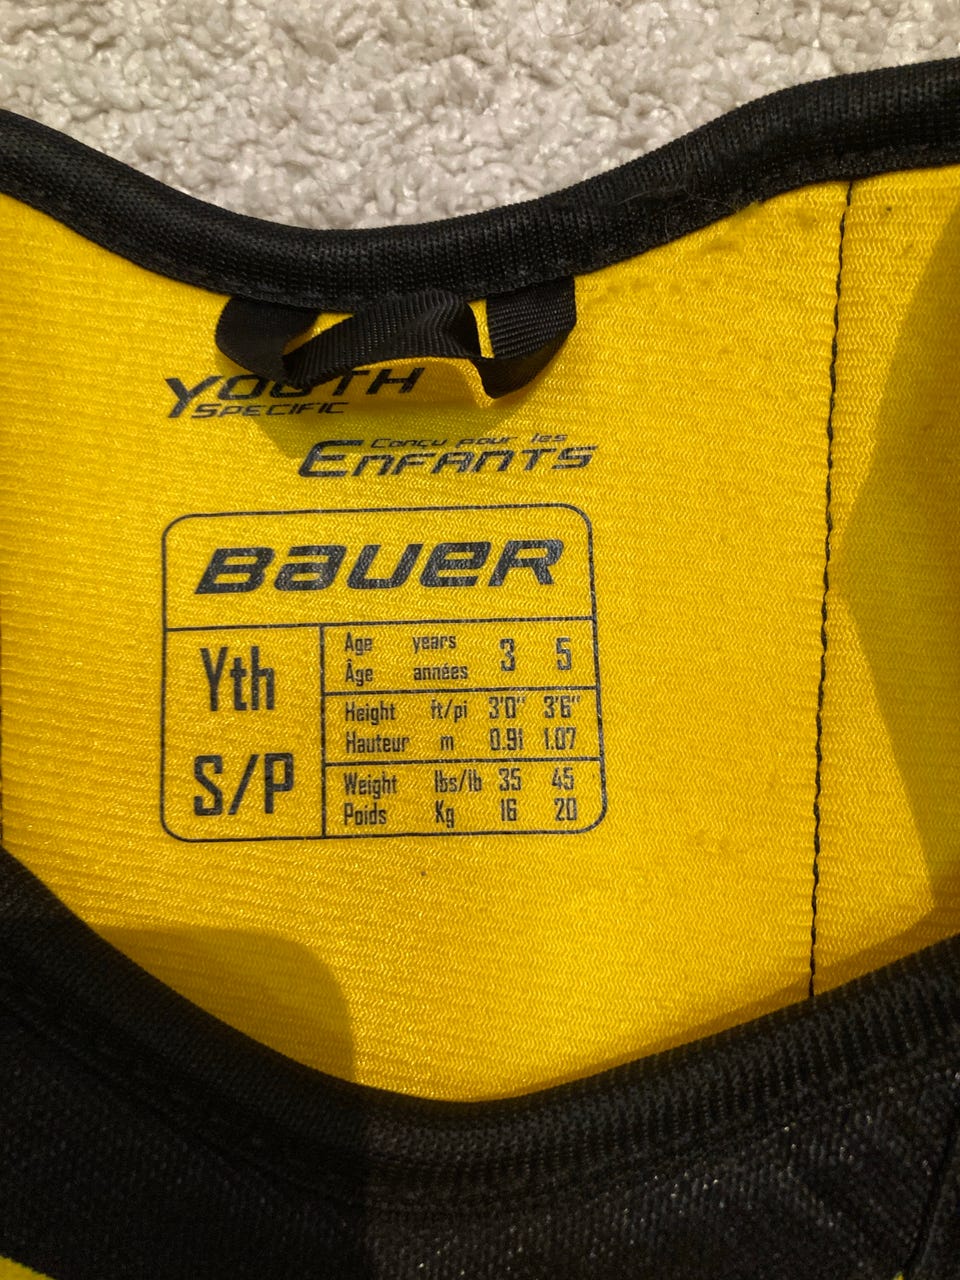 YOUTH
SPECIFIC
Conçu pour les
ENFANTS
BAUER
Yth
S/P
Age years 3 5
Âge années
Height ft/pi 3'0" 3'6"
Hauteur m 0.91 1.07
Weight lbs/lb 35 45
Poids Kg 16 20